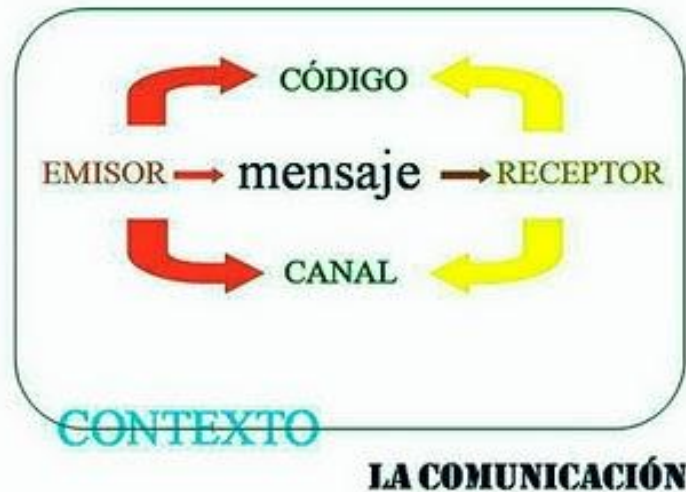 CÓDIGO
EMISOR mensaje RECEPTOR
CANAL
CONTEXTO
LA COMUNICACIÓN